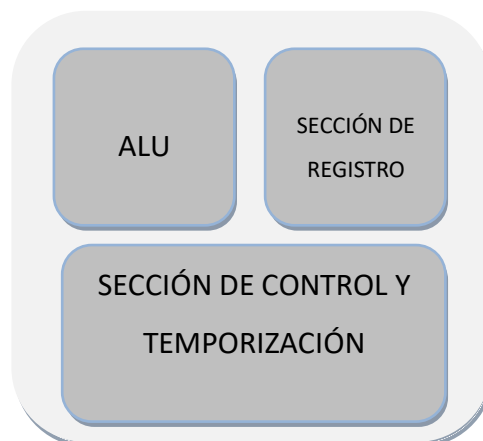 ALU
SECCIÓN DE
REGISTRO
SECCIÓN DE CONTROL Y
TEMPORIZACIÓN